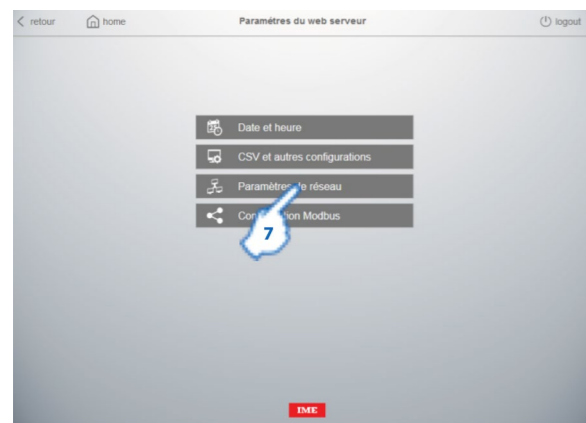 retour home Paramètres du web serveur logout
Date et heure
CSV et autres configurations
Paramètres de réseau
Modbus
7
IME